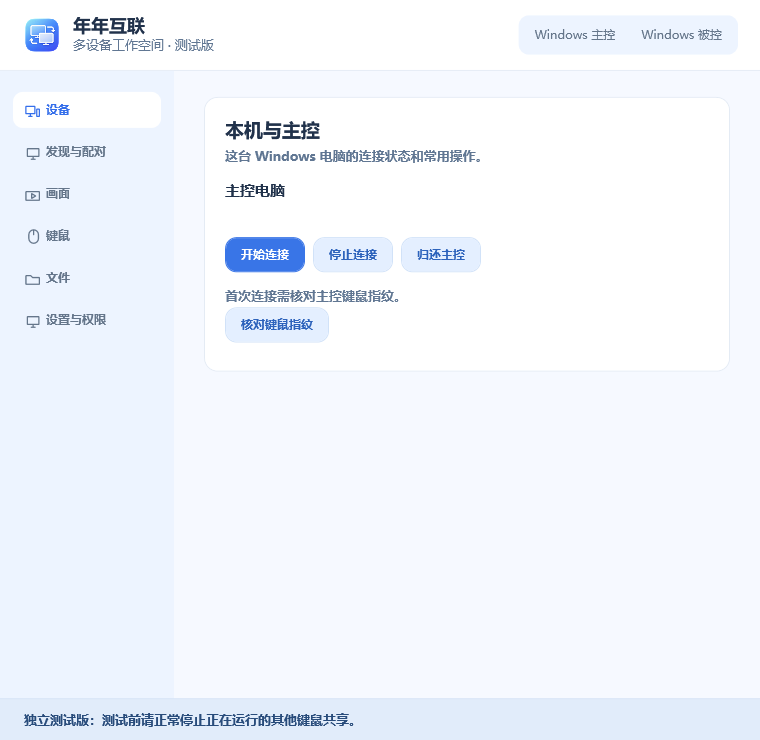 年年互联
多设备工作空间 · 测试版
Windows 主控
Windows 被控
设备
发现与配对
画面
键鼠
文件
设置与权限
本机与主控
这台 Windows 电脑的连接状态和常用操作。
主控电脑
开始连接
停止连接
归还主控
首次连接需核对主控键鼠指纹。
核对键鼠指纹
独立测试版：测试前请正常停止正在运行的其他键鼠共享。